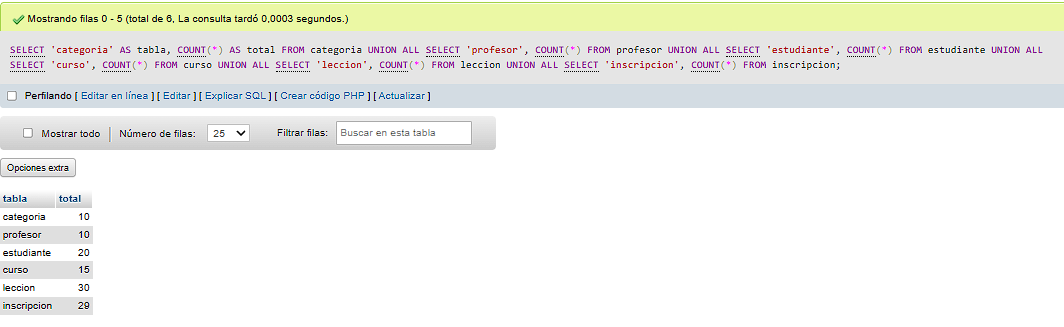 Mostrando filas 0 - 5 (total de 6, La consulta tardó 0,0003 segundos.)
SELECT 'categoria' AS tabla, COUNT(*) AS total FROM categoria UNION ALL SELECT 'profesor', COUNT(*) FROM profesor UNION ALL SELECT 'estudiante', COUNT(*) FROM estudiante UNION ALL
SELECT 'curso', COUNT(*) FROM curso UNION ALL SELECT 'leccion', COUNT(*) FROM leccion UNION ALL SELECT 'inscripcion', COUNT(*) FROM inscripcion;
Perfilando [ Editar en línea ] [ Editar ] [ Explicar SQL ] [ Crear código PHP ] [ Actualizar ]
Mostrar todo | Número de filas: 25 Filtrar filas: Buscar en esta tabla
Opciones extra
tabla total
categoria 10
profesor 10
estudiante 20
curso 15
leccion 30
inscripcion 29